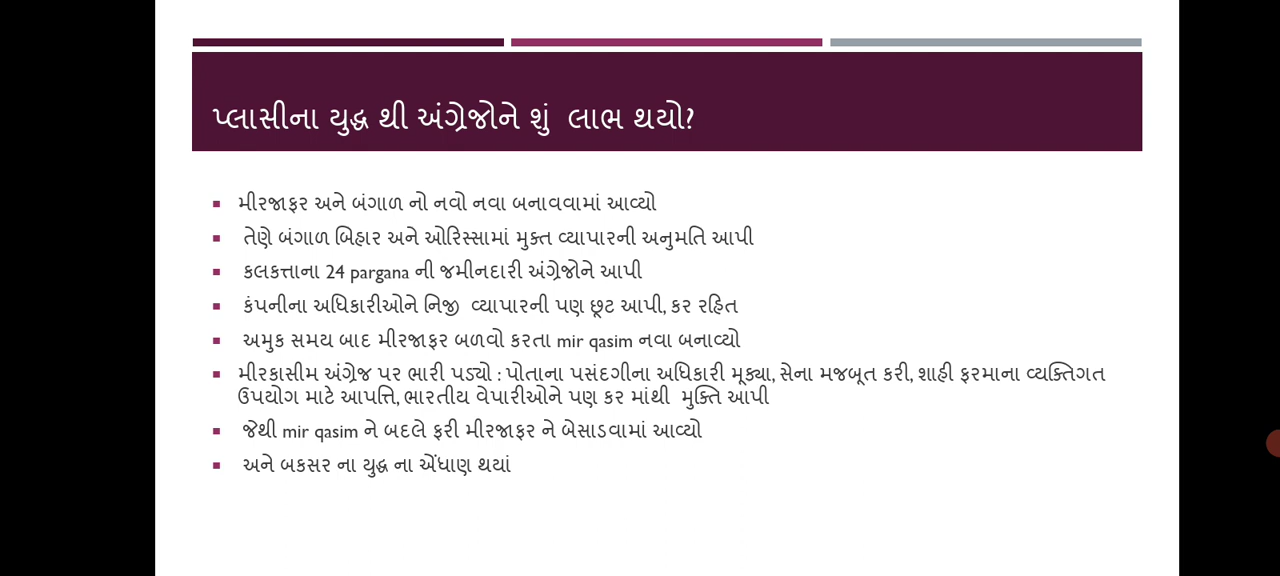 પ્લાસીના યુદ્ધ થી અંગ્રેજોને શું લાભ થયો?
મીરજાફર અને બંગાળ નો નવો નવા બનાવવામાં આવ્યો
તેણે બંગાળ બિહાર અને ઓરિસ્સામાં મુક્ત વ્યાપારની અનુમતિ આપી
કલકત્તાના 24 pargana ની જમીનદારી અંગ્રેજોને આપી
કંપનીના અધિકારીઓને નિજી વ્યાપારની પણ છૂટ આપી, કર રહિત
અમુક સમય બાદ મીરજાફર બળવો કરતા mir qasim નવા બનાવ્યો
મીરકાસીમ અંગ્રેજ પર ભારી પડ્યો : પોતાના પસંદગીના અધિકારી મૂક્યા, સેના મજબૂત કરી, શાહી ફરમાના વ્યક્તિગત
ઉપયોગ માટે આપત્તિ, ભારતીય વેપારીઓને પણ કર માંથી મુક્તિ આપી
જેથી mir qasim ને બદલે ફરી મીરજાફર ને બેસાડવામાં આવ્યો
અને બકસર ના યુદ્ધ ના એંધાણ થયાં